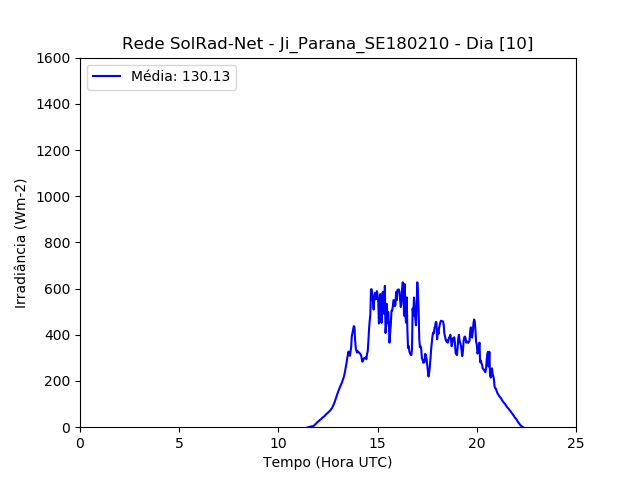 Rede SolRad-Net - Ji_Parana_SE180210 - Dia [10]
Média: 130.13
1600
1400
1200
1000
800
600
400
200
0
Irradiância (Wm-2)
0 5 10 15 20 25
Tempo (Hora UTC)